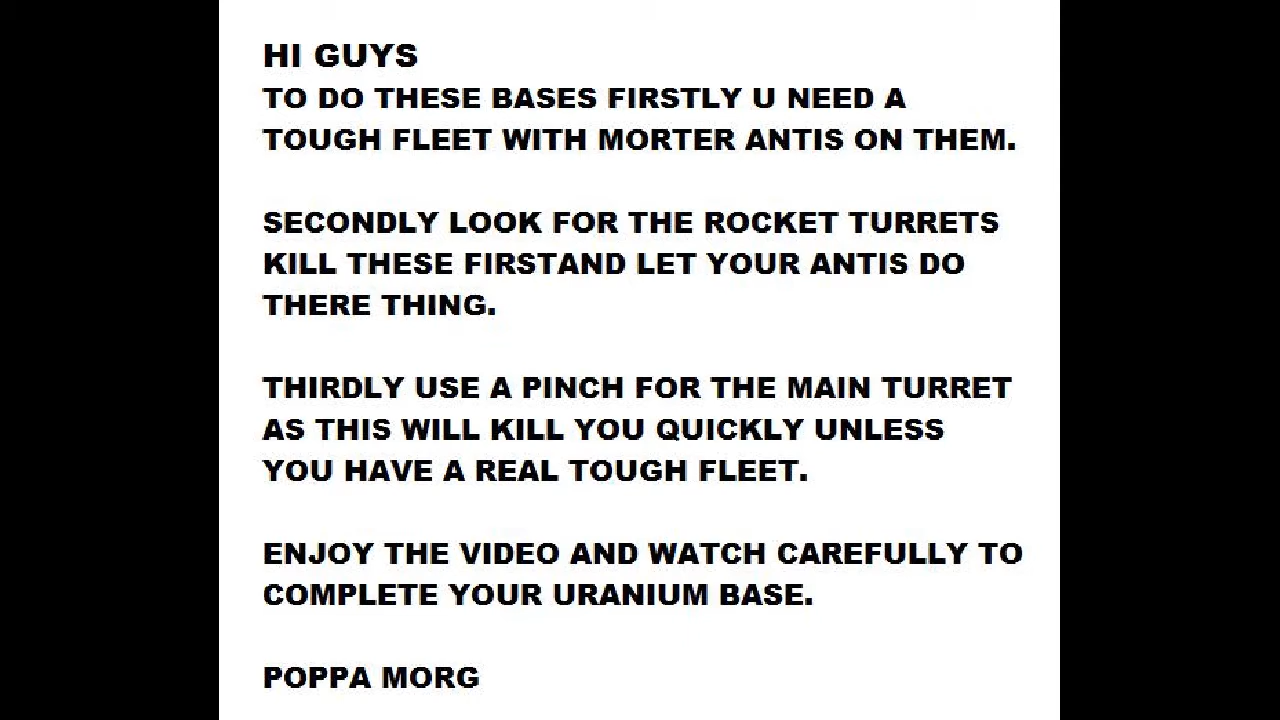 HI GUYS
TO DO THESE BASES FIRSTLY U NEED A
TOUGH FLEET WITH MORTER ANTIS ON THEM.
SECONDLY LOOK FOR THE ROCKET TURRETS
KILL THESE FIRSTAND LET YOUR ANTIS DO
THERE THING.
THIRDLY USE A PINCH FOR THE MAIN TURRET
AS THIS WILL KILL YOU QUICKLY UNLESS
YOU HAVE A REAL TOUGH FLEET.
ENJOY THE VIDEO AND WATCH CAREFULLY TO
COMPLETE YOUR URANIUM BASE.
POPPA MORG